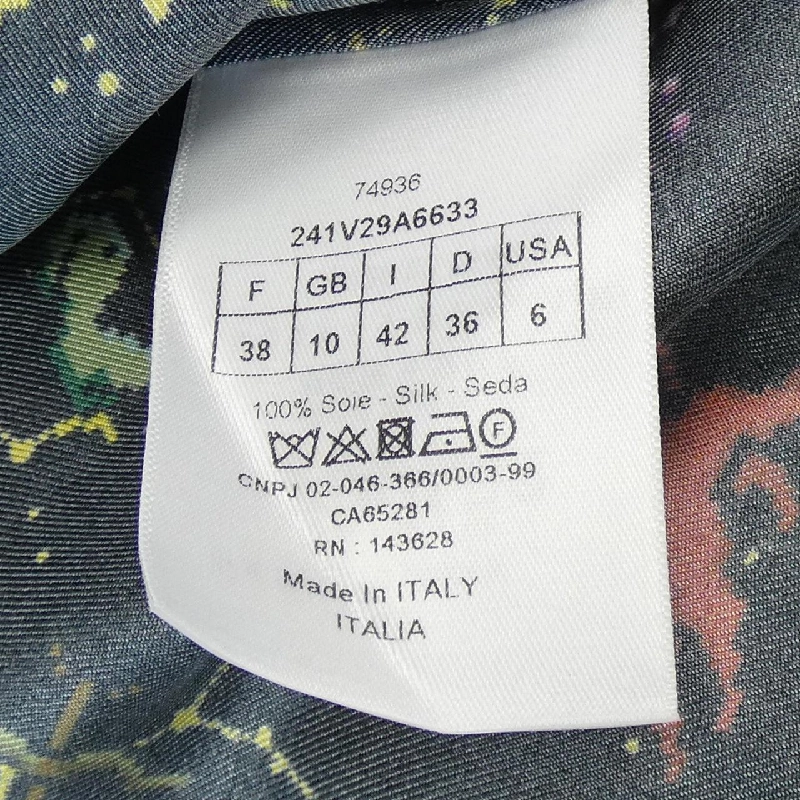 74936
241V29A6633
F GB I D USA
38 10 42 36 6
100% Soie - Silk - Seda
F
CNPJ 02-046-366/0003-99
CA65281
RN : 143628
Made In ITALY
ITALIA